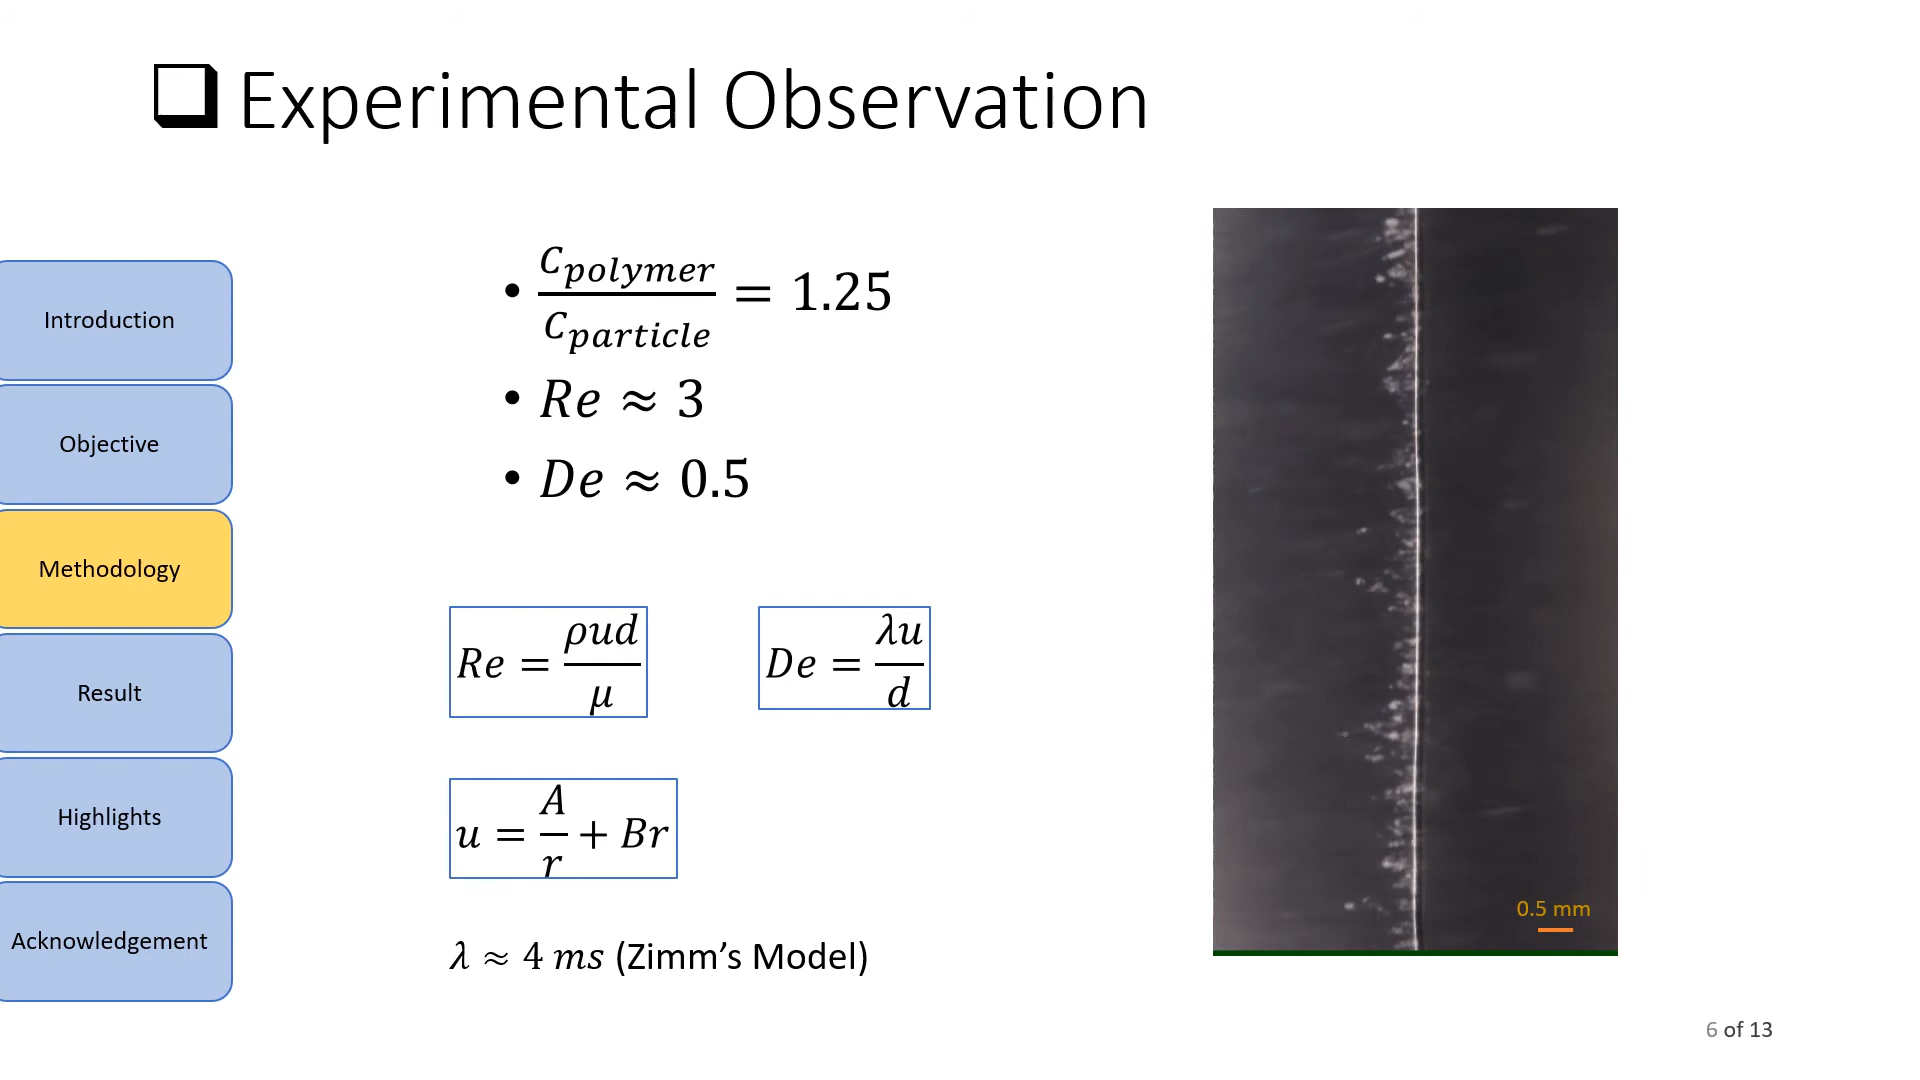 ❑ Experimental Observation
Introduction
Objective
Methodology
Result
Highlights
Acknowledgement
• C_polymer / C_particle = 1.25
• Re ≈ 3
• De ≈ 0.5
Re = ρud / μ
De = λu / d
u = A / r + Br
λ ≈ 4 ms (Zimm’s Model)
0.5 mm
6 of 13